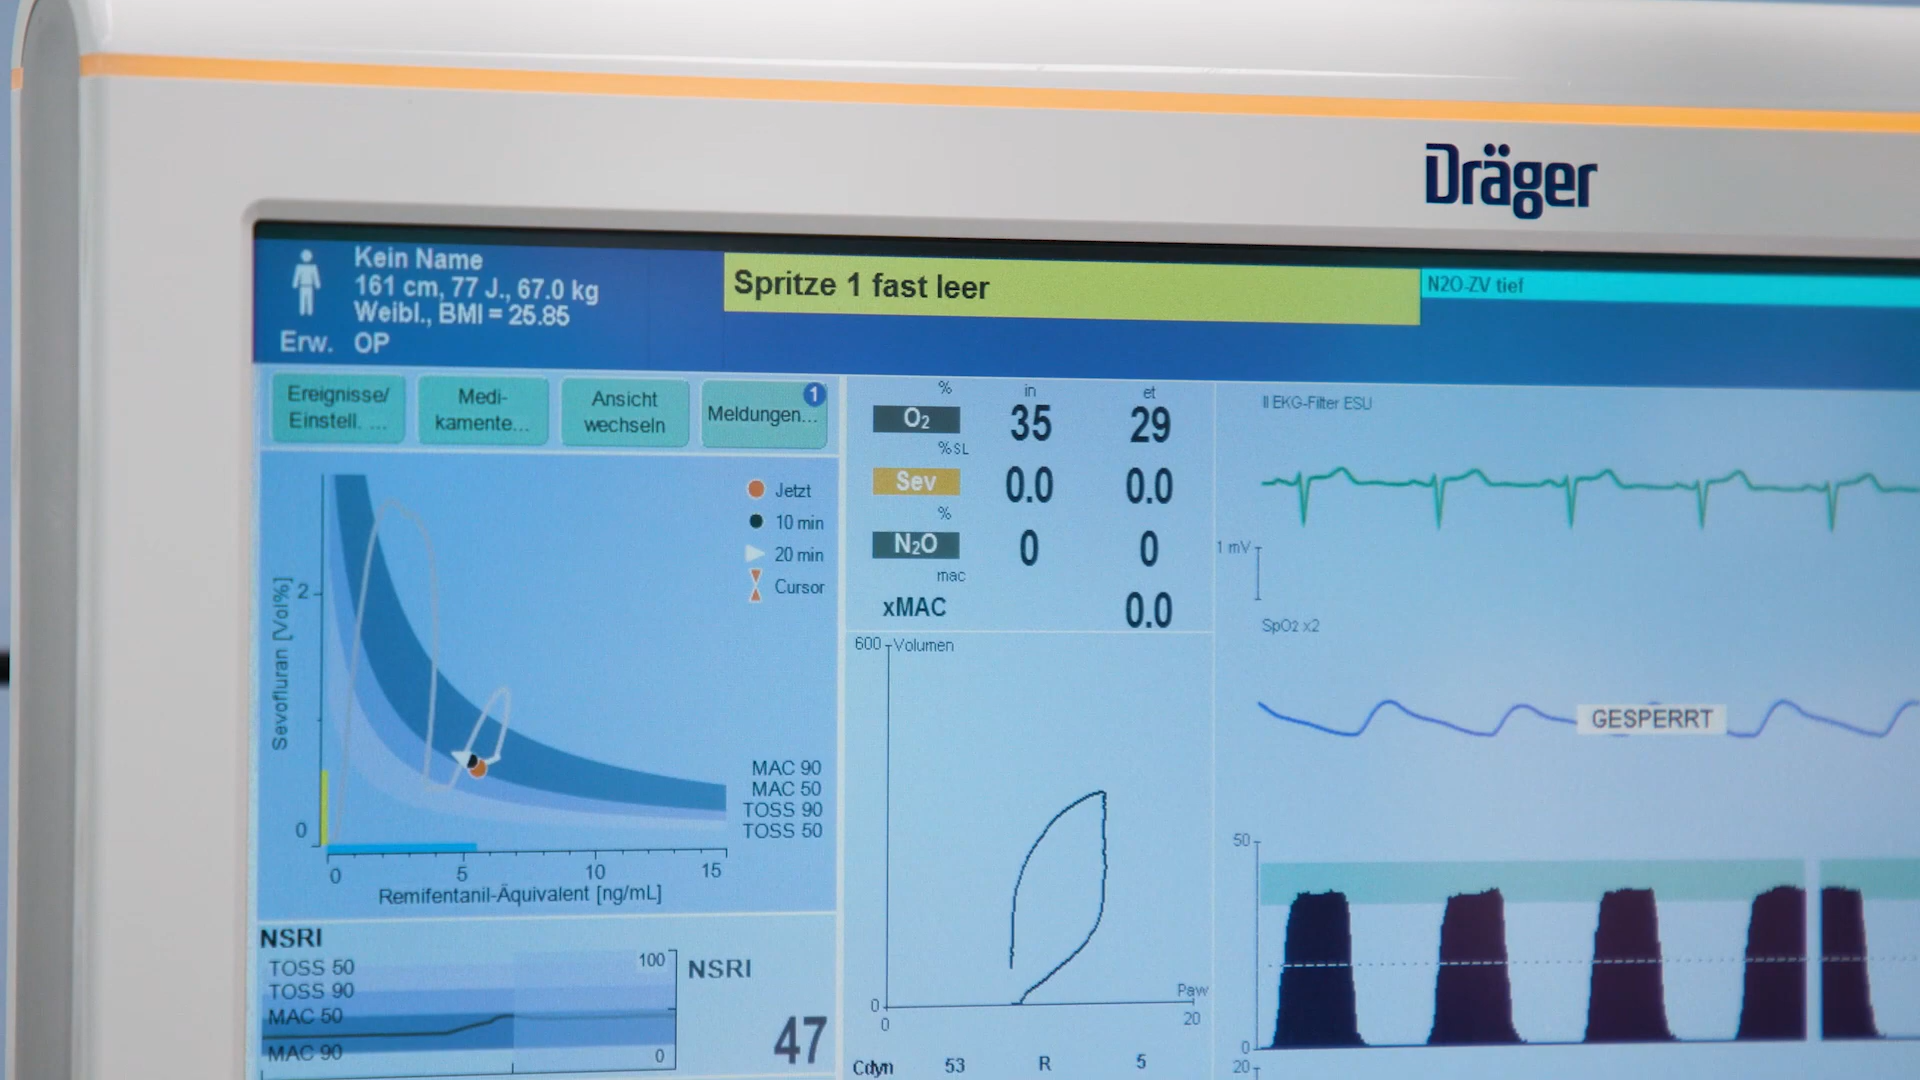 Dräger
Kein Name
161 cm, 77 J., 67.0 kg
Weibl., BMI = 25.85
Erw. OP
Spritze 1 fast leer
N2O-ZV tief
Ereignisse/
Einstell. ...
Medi-
kamente...
Ansicht
wechseln
Meldungen...
1
Jetzt
10 min
20 min
Cursor
Sevofluran [Vol%]
2
0
MAC 90
MAC 50
TOSS 90
TOSS 50
0 5 10 15
Remifentanil-Äquivalent [ng/mL]
NSRI
TOSS 50
TOSS 90
MAC 50
MAC 90
100
0
NSRI
47
% in et
O₂ 35 29
%SL
Sev 0.0 0.0
%
N₂O 0 0
mac
xMAC 0.0
600 Volumen
0
Paw
0 20
Cdyn 53 R 5
II EKG-Filter ESU
1 mV
SpO₂ x2
GESPERRT
50
0
20